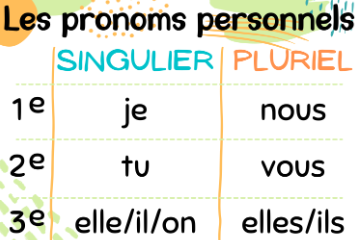 Les pronoms personnels
SINGULIER PLURIEL
1e je nous
2e tu vous
3e elle/il/on elles/ils